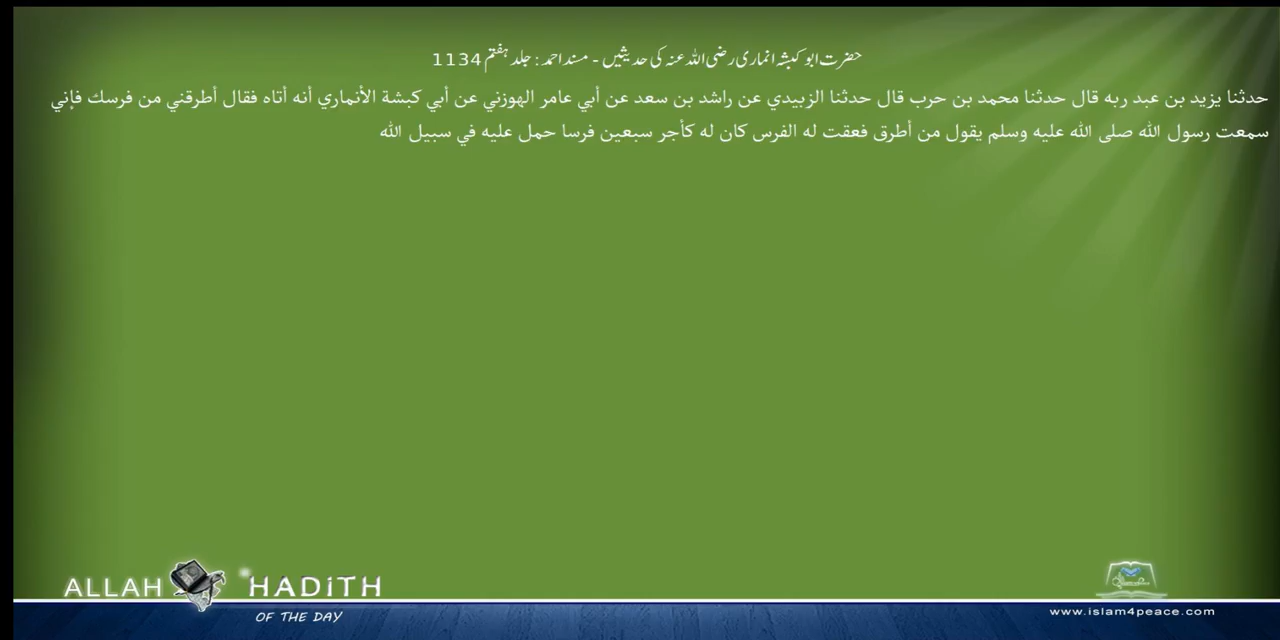 حضرت ابو کبشہ انماری رضی اللہ عنہ کی حدیثیں - مسند احمد : جلد ہفتم 1134
حدثنا يزيد بن عبد ربه قال حدثنا محمد بن حرب قال حدثنا الزبيدي عن راشد بن سعد عن أبي عامر الهوزني عن أبي كبشة الأنماري أنه أتاه فقال أطرقني من فرسك فإني
سمعت رسول الله صلى الله عليه وسلم يقول من أطرق فعقت له الفرس كان له كأجر سبعين فرسا حمل عليه في سبيل الله
ALLAH HADITH
OF THE DAY
www.islam4peace.com